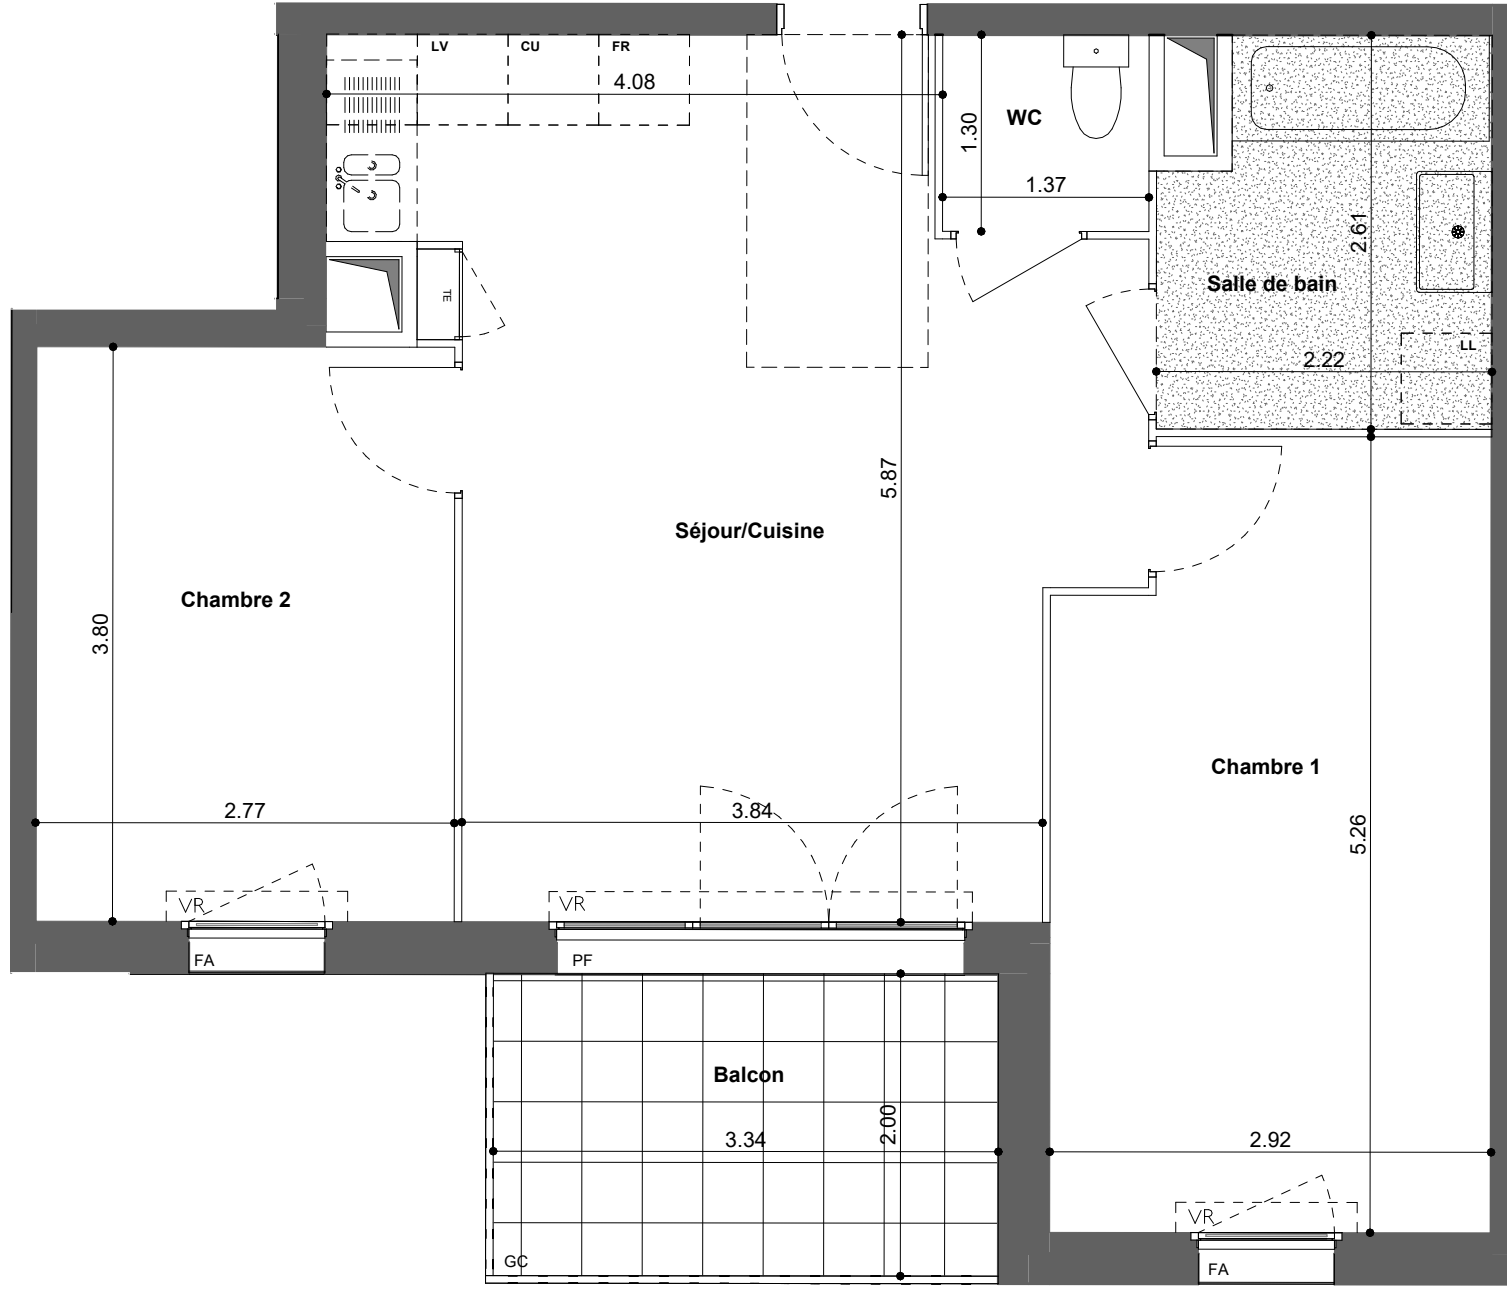 LV
CU
FR
4.08
WC
1.30
1.37
2.61
Salle de bain
LL
2.22
TE
5.87
Séjour/Cuisine
Chambre 2
3.80
Chambre 1
2.77
3.84
5.26
VR
VR
FA
PF
Balcon
2.00
3.34
2.92
VR
GC
FA